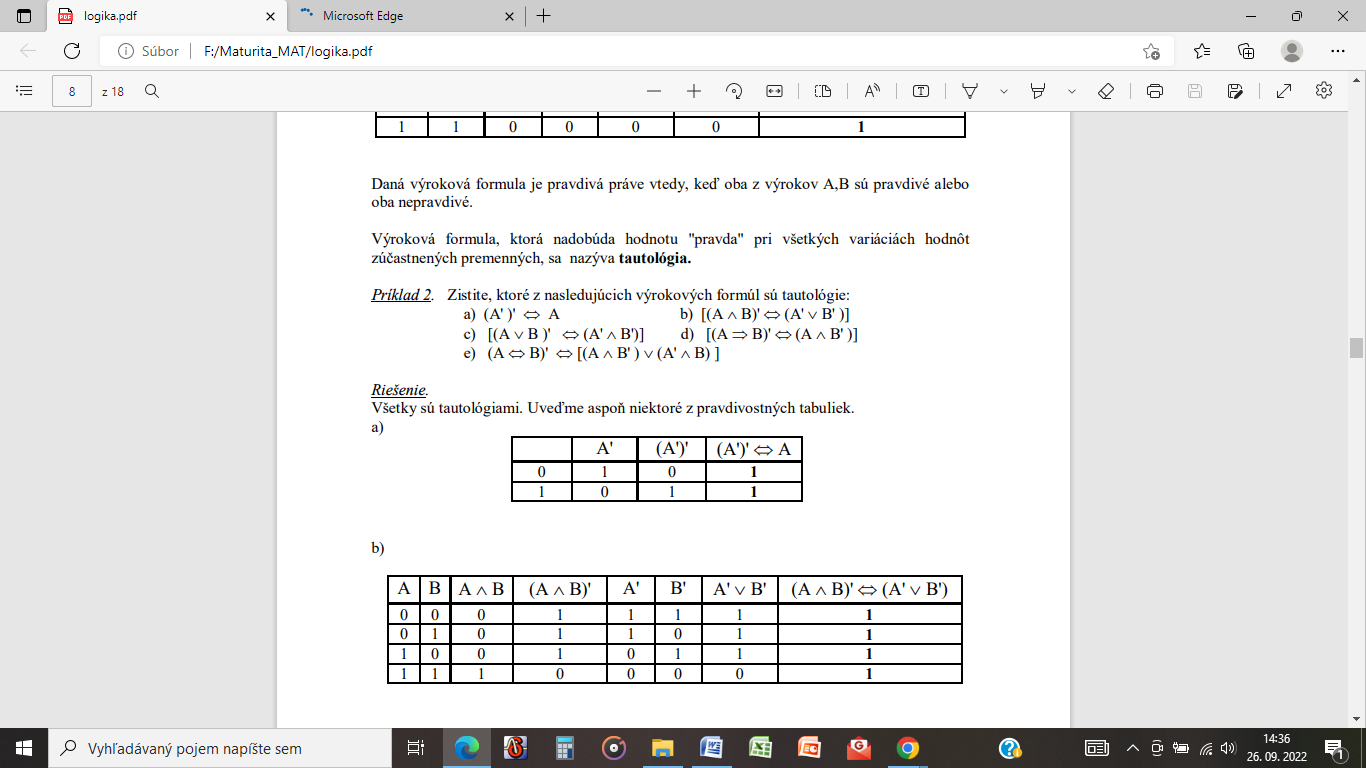 logika.pdf
Microsoft Edge
Súbor F:/Maturita_MAT/logika.pdf
8 z 18
1 1 0 0 0 0 1
Daná výroková formula je pravdivá práve vtedy, keď oba z výrokov A,B sú pravdivé alebo
oba nepravdivé.
Výroková formula, ktorá nadobúda hodnotu "pravda" pri všetkých variáciách hodnôt
zúčastnených premenných, sa nazýva tautológia.
Príklad 2. Zistite, ktoré z nasledujúcich výrokových formúl sú tautológie:
a) (A' )' ⇔ A b) [(A ∧ B)' ⇔ (A' ∨ B' )]
c) [(A ∨ B )' ⇔ (A' ∧ B')] d) [(A ⇒ B)' ⇔ (A ∧ B' )]
e) (A ⇔ B)' ⇔ [(A ∧ B' ) ∨ (A' ∧ B) ]
Riešenie.
Všetky sú tautológiami. Uveďme aspoň niektoré z pravdivostných tabuliek.
a)
A' (A')' (A')' ⇔ A
0 1 0 1
1 0 1 1
b)
A B A ∧ B (A ∧ B)' A' B' A' ∨ B' (A ∧ B)' ⇔ (A' ∨ B')
0 0 0 1 1 1 1 1
0 1 0 1 1 0 1 1
1 0 0 1 0 1 1 1
1 1 1 0 0 0 0 1
Vyhľadávaný pojem napíšte sem
14:36
26. 09. 2022